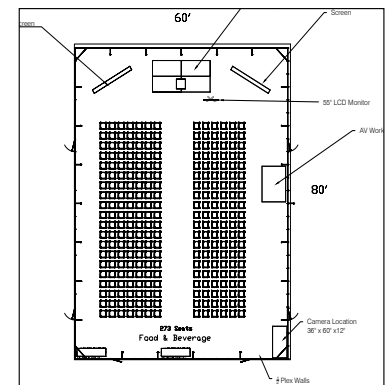 60'
Screen
creen
55" LCD Monitor
AV Work
80'
273 Seats
Food & Beverage
Camera Location
36" x 60" x12"
Plex Walls